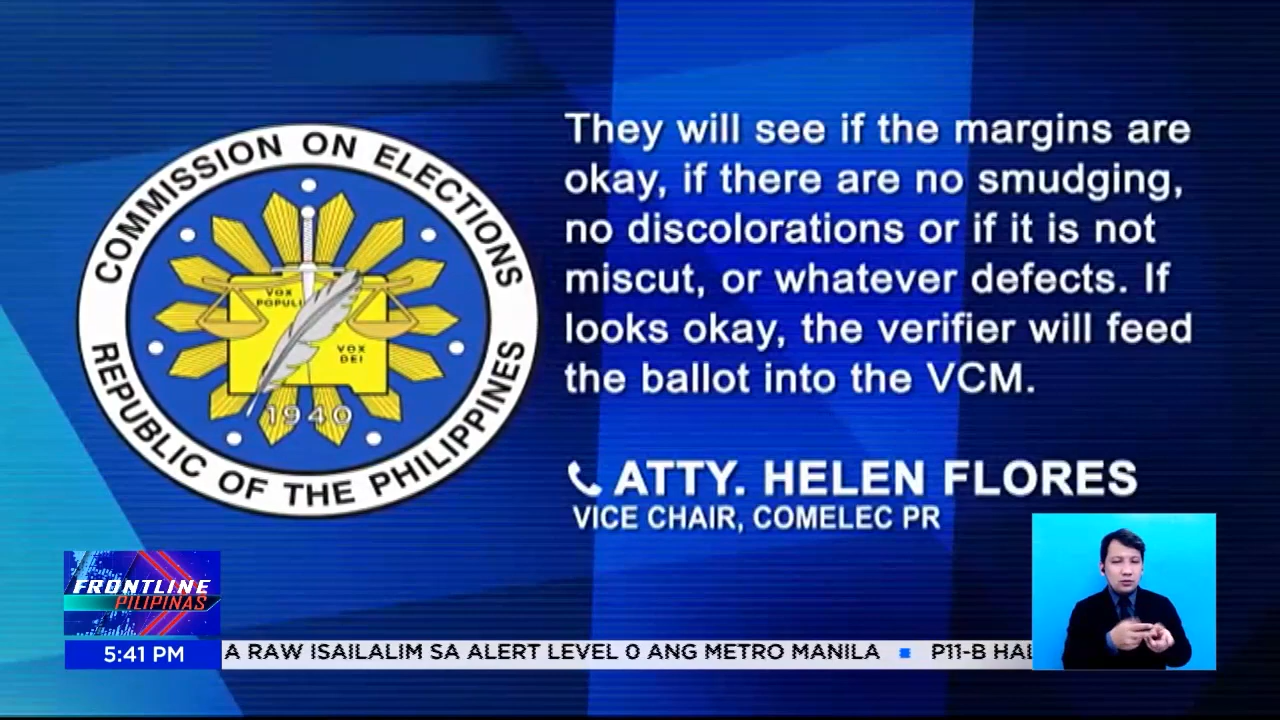 COMMISSION ON ELECTIONS
REPUBLIC OF THE PHILIPPINES
VOX
POPULI
VOX
DEI
1940
They will see if the margins are
okay, if there are no smudging,
no discolorations or if it is not
miscut, or whatever defects. If
looks okay, the verifier will feed
the ballot into the VCM.
ATTY. HELEN FLORES
VICE CHAIR, COMELEC PR
FRONTLINE
PILIPINAS
5:41 PM
A RAW ISAILALIM SA ALERT LEVEL 0 ANG METRO MANILA ▪ P11-B HAL